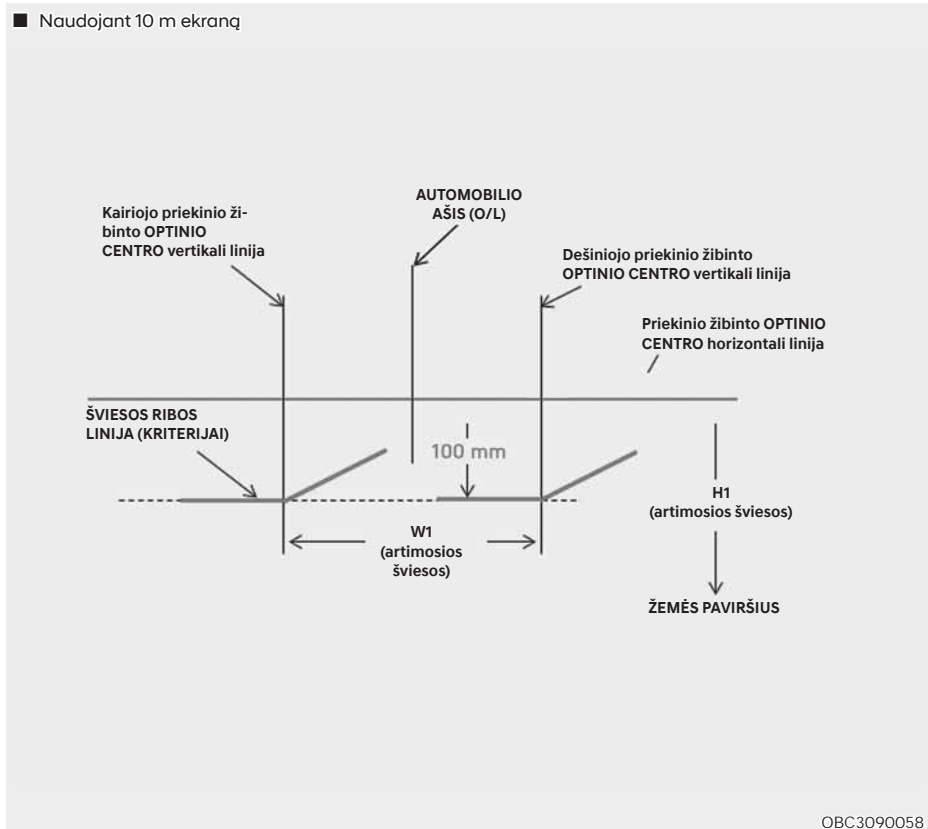 ■ Naudojant 10 m ekraną
AUTOMOBILIO
AŠIS (O/L)
Kairiojo priekinio ži-
binto OPTINIO
CENTRO vertikali linija
Dešiniojo priekinio žibinto
OPTINIO CENTRO vertikali linija
Priekinio žibinto OPTINIO
CENTRO horizontali linija
ŠVIESOS RIBOS
LINIJA (KRITERIJAI)
100 mm
H1
(artimosios šviesos)
W1
(artimosios
šviesos)
ŽEMĖS PAVIRŠIUS
OBC3090058